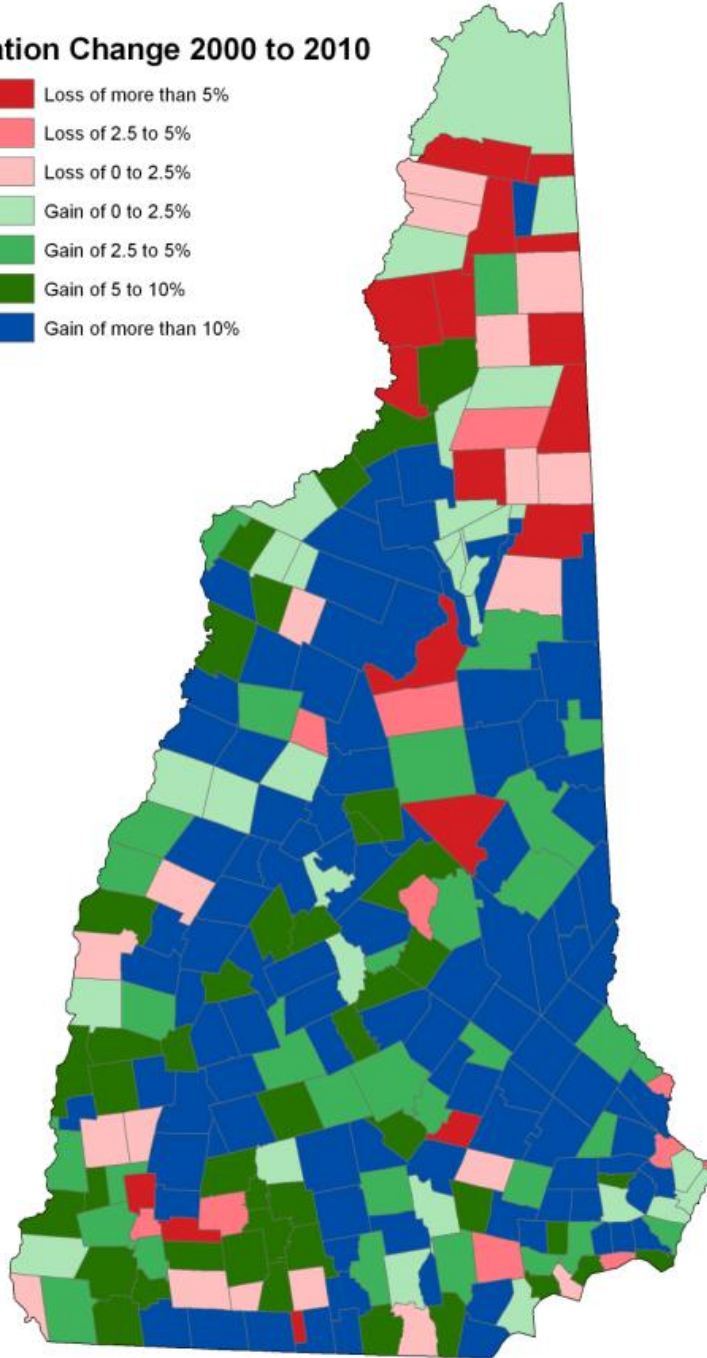 ation Change 2000 to 2010
Loss of more than 5%
Loss of 2.5 to 5%
Loss of 0 to 2.5%
Gain of 0 to 2.5%
Gain of 2.5 to 5%
Gain of 5 to 10%
Gain of more than 10%